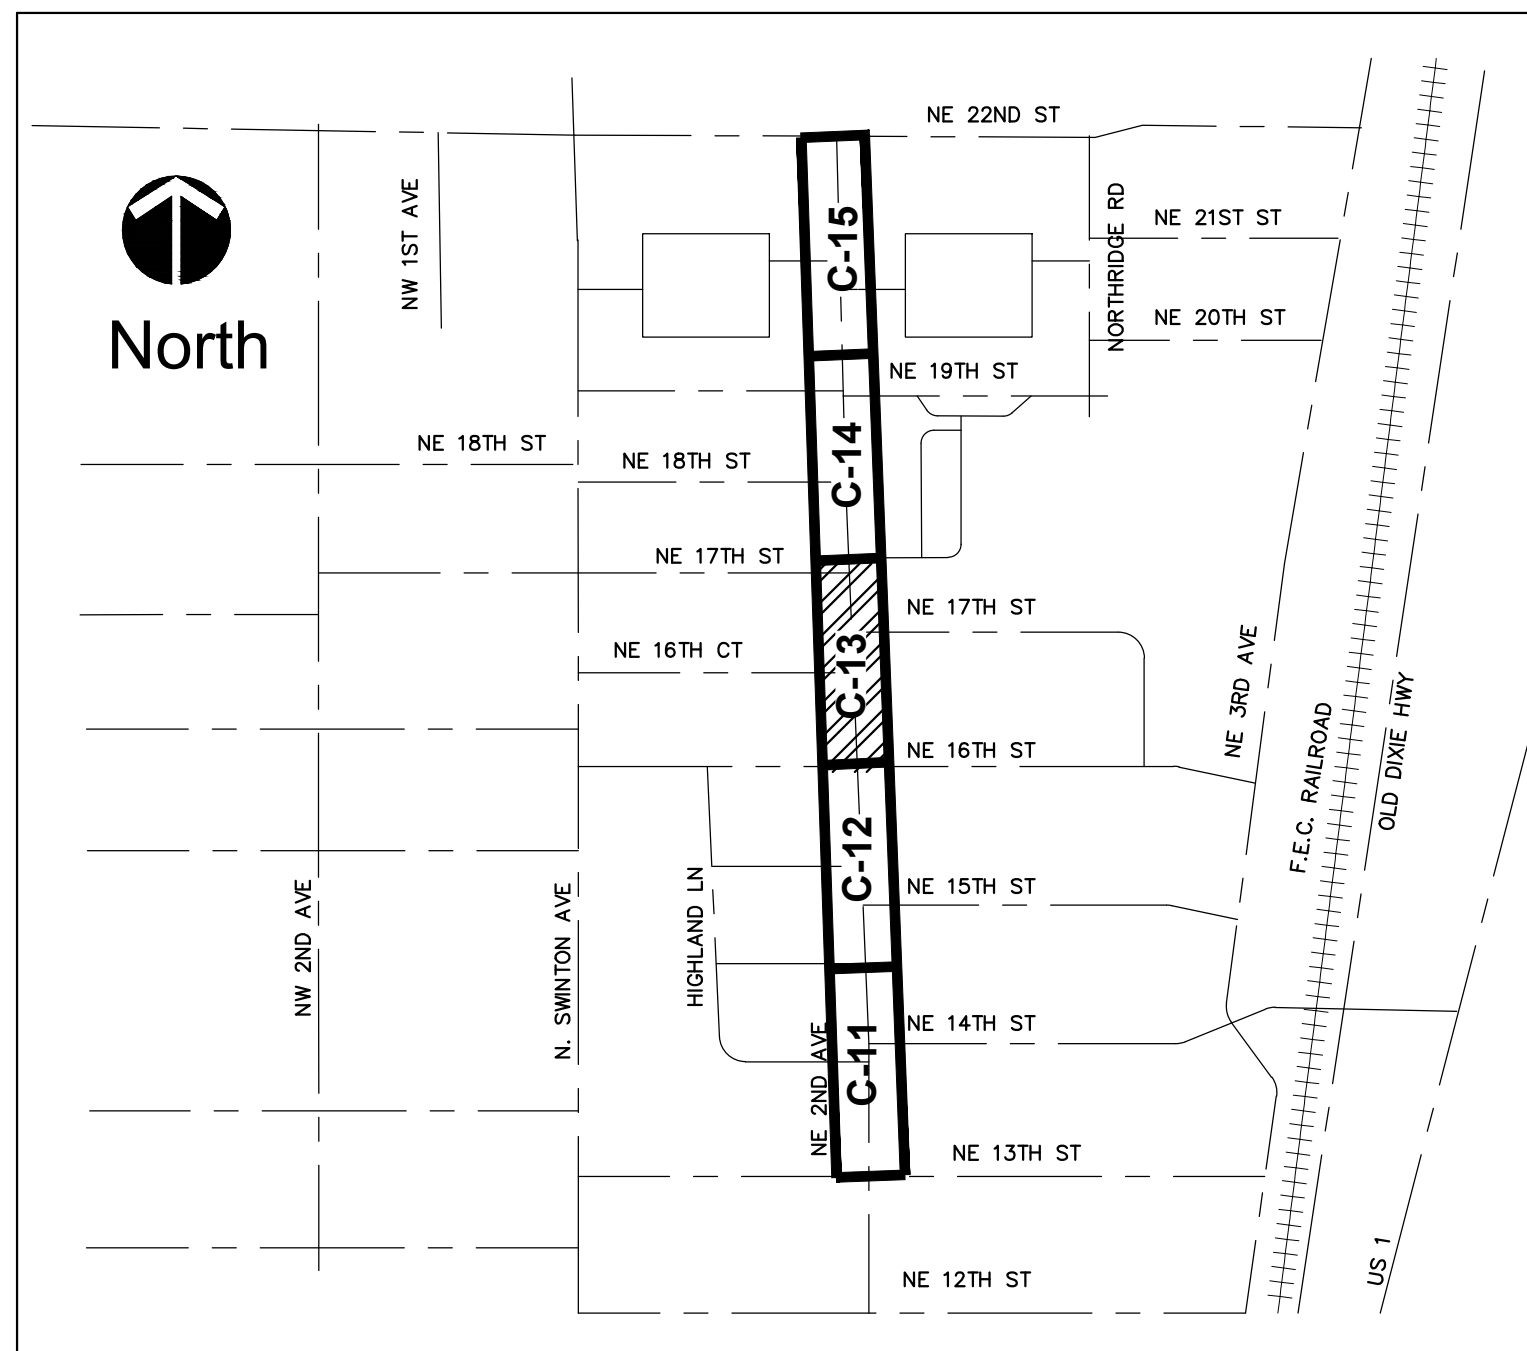 NE 22ND ST
NW 1ST AVE
NORTHRIDGE RD
C-15
NE 21ST ST
North
NE 20TH ST
NE 19TH ST
C-14
NE 18TH ST
NE 18TH ST
NE 17TH ST
NE 17TH ST
NE 16TH CT
C-13
NE 3RD AVE
F.E.C. RAILROAD
OLD DIXIE HWY
NE 16TH ST
C-12
NE 15TH ST
NW 2ND AVE
N. SWINTON AVE
HIGHLAND LN
NE 14TH ST
C-11
NE 2ND AVE
NE 13TH ST
US 1
NE 12TH ST